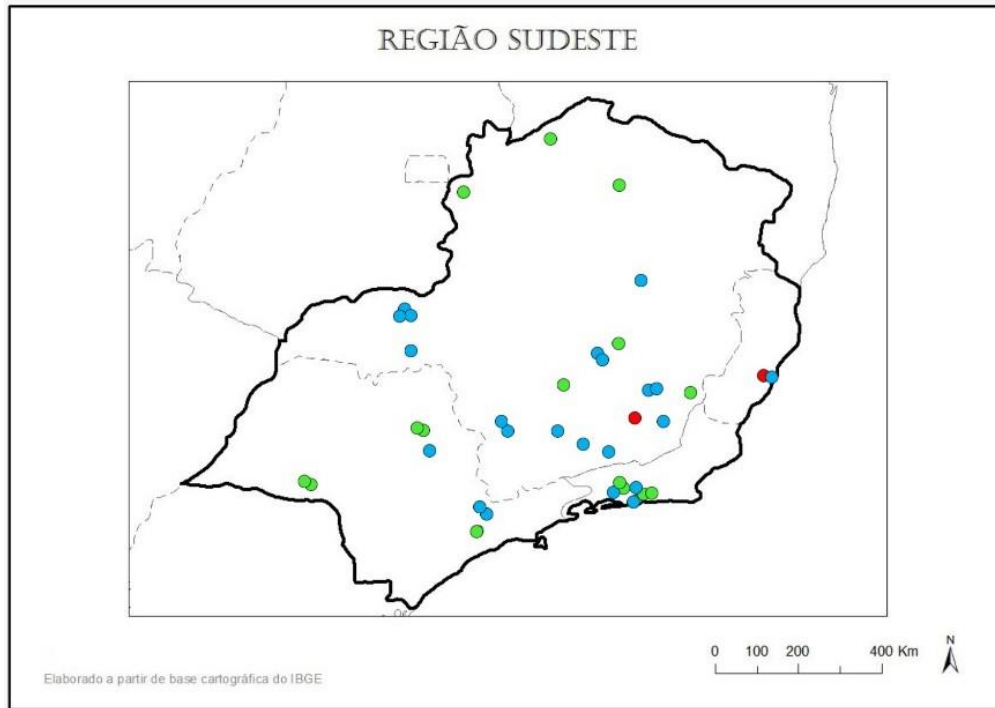 REGIÃO SUDESTE
0 100 200 400 Km
N
Elaborado a partir de base cartográfica do IBGE